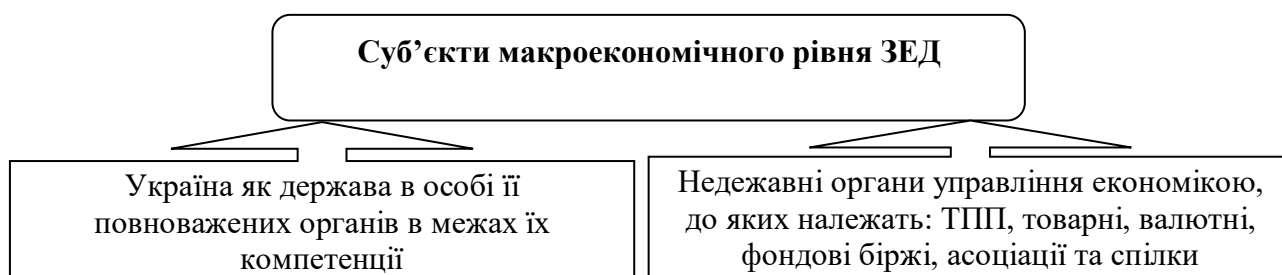 Суб’єкти макроекономічного рівня ЗЕД
Україна як держава в особі її
повноважених органів в межах їх
компетенції
Недежавні органи управління економікою,
до яких належать: ТПП, товарні, валютні,
фондові біржі, асоціації та спілки